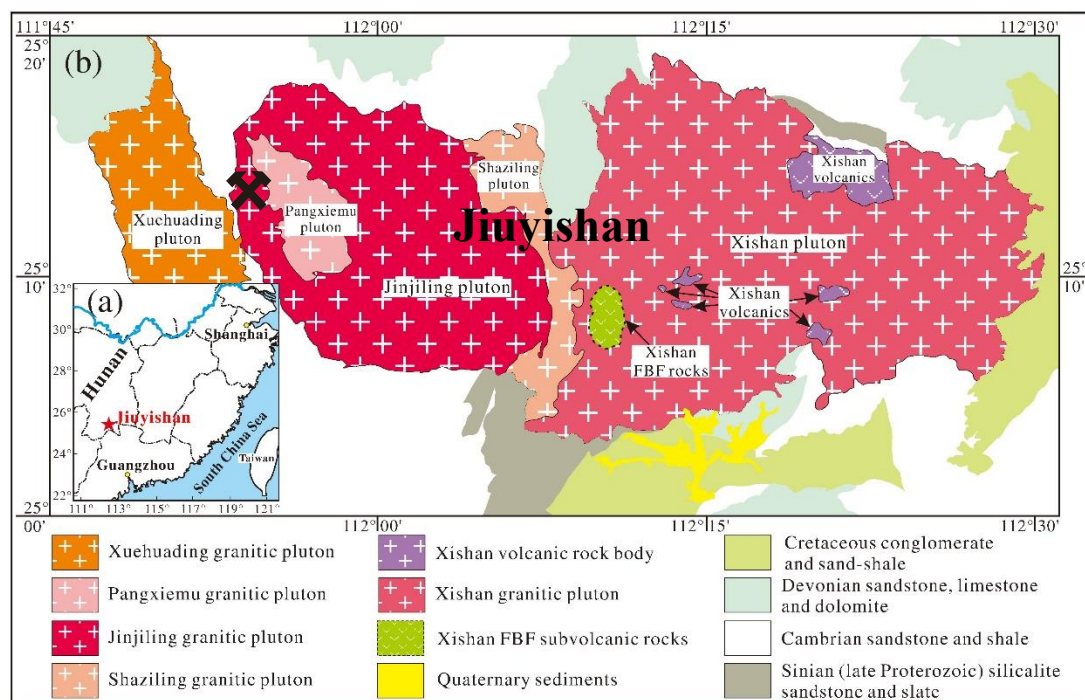 111° 45'
112° 00'
112° 15'
112° 30'
25°
20'
(b)
Xishan
volcanics
Shaziling
pluton
Pangxiemu
pluton
Jiuyishan
Xuehuading
pluton
Xishan pluton
25°
10'
25°
10'
Jinjiling pluton
Xishan
volcanics
Xishan
FBF rocks
(a)
32°
30°
28°
26°
24°
22°
Shanghai
Hunan
Jiuyishan
Guangzhou
Taiwan
South China Sea
111° 113° 115° 117° 119° 121°
25°
00'
112° 00'
112° 15'
112° 30'
Xuehuading granitic pluton
Pangxiemu granitic pluton
Jinjiling granitic pluton
Shaziling granitic pluton
Xishan volcanic rock body
Xishan granitic pluton
Xishan FBF subvolcanic rocks
Quaternary sediments
Cretaceous conglomerate
and sand-shale
Devonian sandstone, limestone
and dolomite
Cambrian sandstone and shale
Sinian (late Proterozoic) silicalite
sandstone and slate